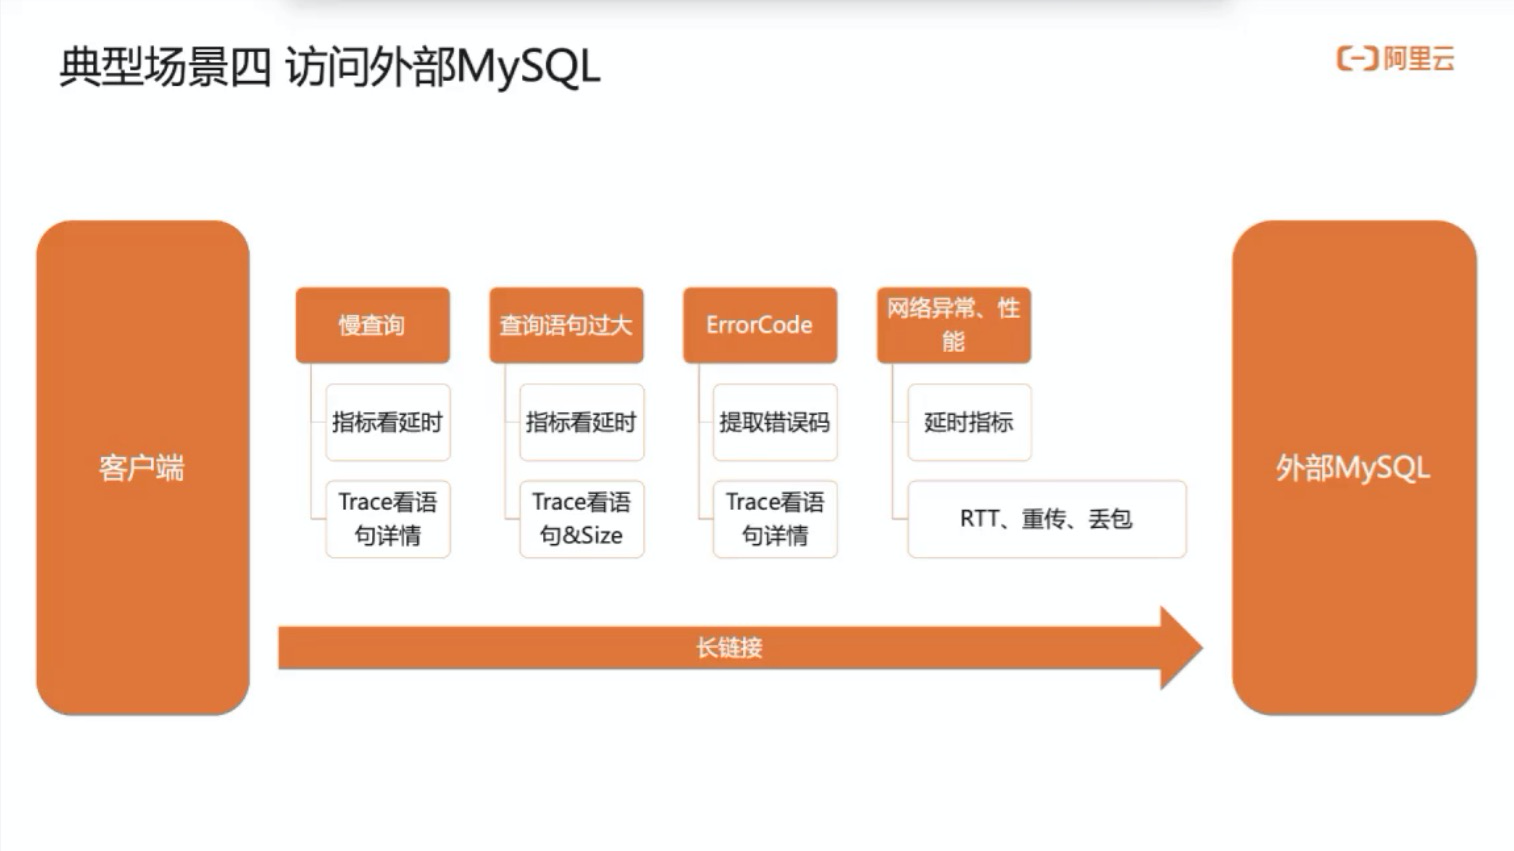 典型场景四 访问外部MySQL
阿里云
客户端
慢查询
指标看延时
Trace看语
句详情
查询语句过大
指标看延时
Trace看语
句&Size
ErrorCode
提取错误码
Trace看语
句详情
网络异常、性
能
延时指标
RTT、重传、丢包
长链接
外部MySQL